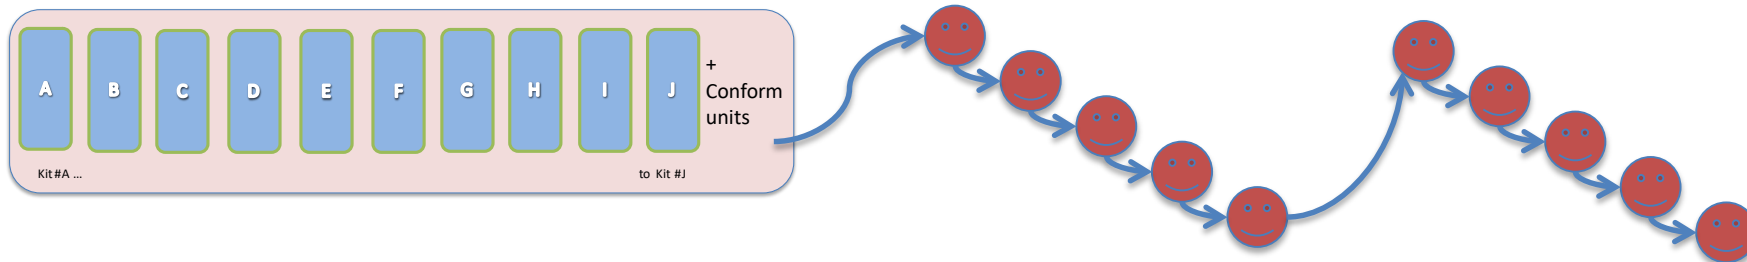 A B C D E F G H I J
+
Conform
units
Kit #A ...
to Kit #J